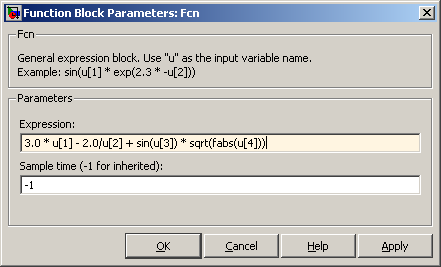 Function Block Parameters: Fcn
Fcn
General expression block. Use "u" as the input variable name.
Example: sin(u[1] * exp(2.3 * -u[2]))
Parameters
Expression:
3.0 * u[1] - 2.0/u[2] + sin(u[3]) * sqrt(fabs(u[4]))
Sample time (-1 for inherited):
-1
OK Cancel Help Apply